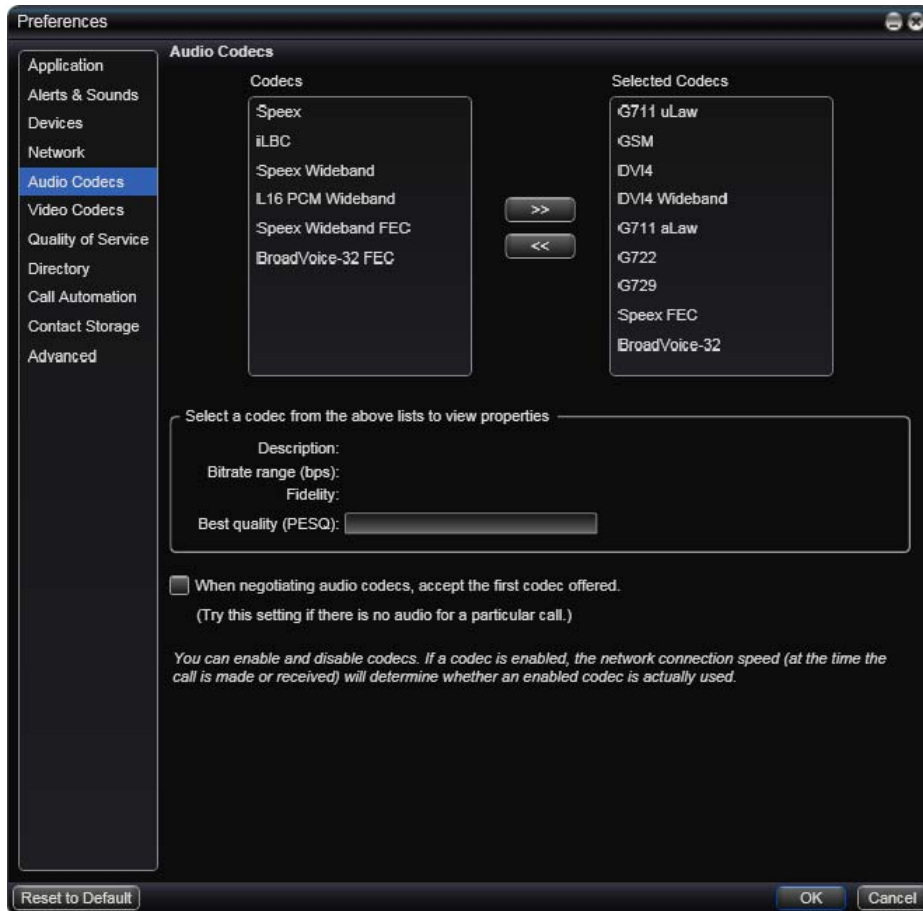 Preferences
Application
Alerts & Sounds
Devices
Network
Audio Codecs
Video Codecs
Quality of Service
Directory
Call Automation
Contact Storage
Advanced
Audio Codecs
Codecs
Speex
iLBC
Speex Wideband
L16 PCM Wideband
Speex Wideband FEC
BroadVoice-32 FEC
>>
<<
Selected Codecs
G711 uLaw
GSM
DVI4
DVI4 Wideband
G711 aLaw
G722
G729
Speex FEC
BroadVoice-32
Select a codec from the above lists to view properties
Description:
Bitrate range (bps):
Fidelity:
Best quality (PESQ):
When negotiating audio codecs, accept the first codec offered.
(Try this setting if there is no audio for a particular call.)
You can enable and disable codecs. If a codec is enabled, the network connection speed (at the time the
call is made or received) will determine whether an enabled codec is actually used.
Reset to Default
OK
Cancel